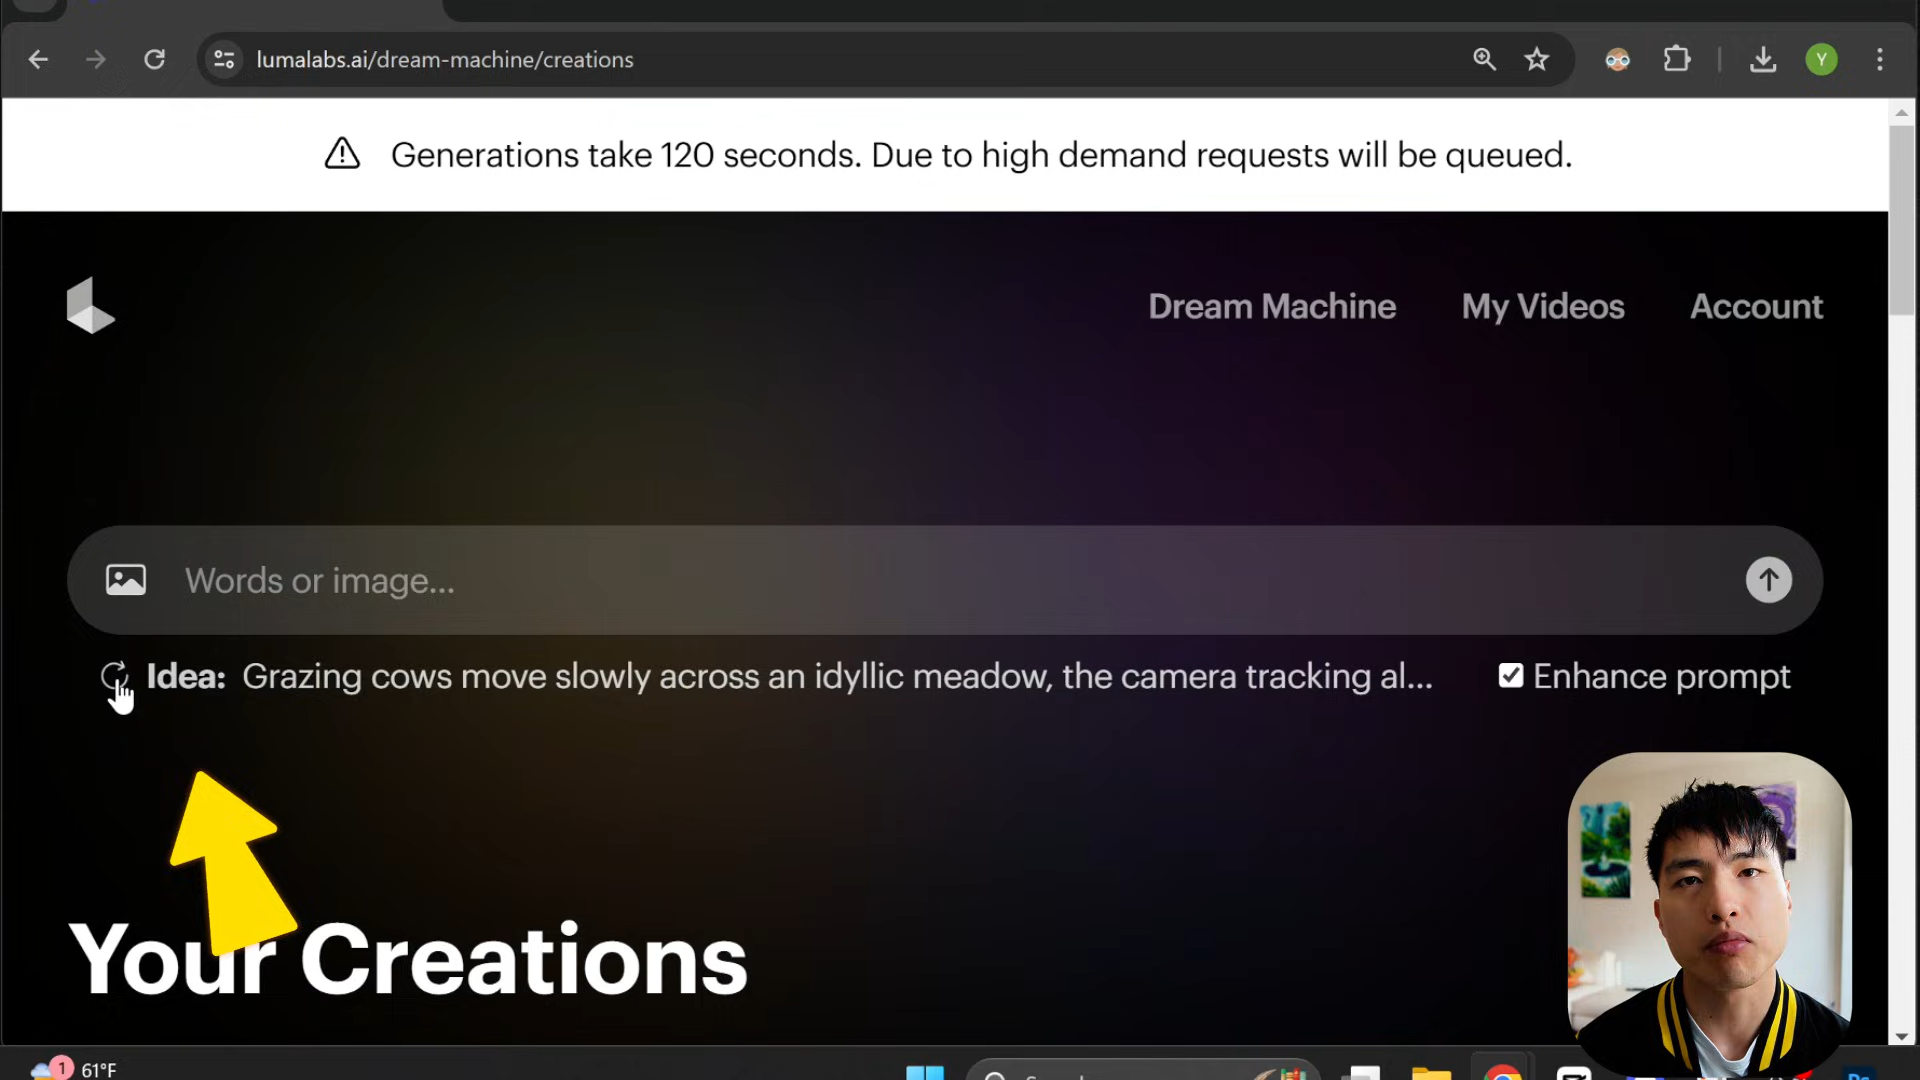 lumalabs.ai/dream-machine/creations
Y
Generations take 120 seconds. Due to high demand requests will be queued.
Dream Machine
My Videos
Account
Words or image...
Idea: Grazing cows move slowly across an idyllic meadow, the camera tracking al...
Enhance prompt
Your Creations
1
61°F